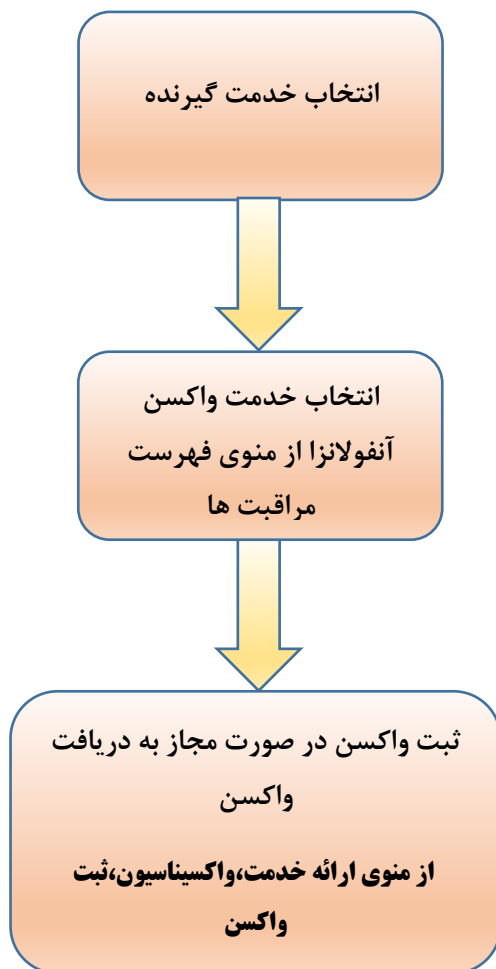 انتخاب خدمت گیرنده
انتخاب خدمت واکسن
آنفولانزا از منوی فهرست
مراقبت ها
ثبت واکسن در صورت مجاز به دریافت
واکسن
از منوی ارائه خدمت،واکسیناسیون،ثبت
واکسن